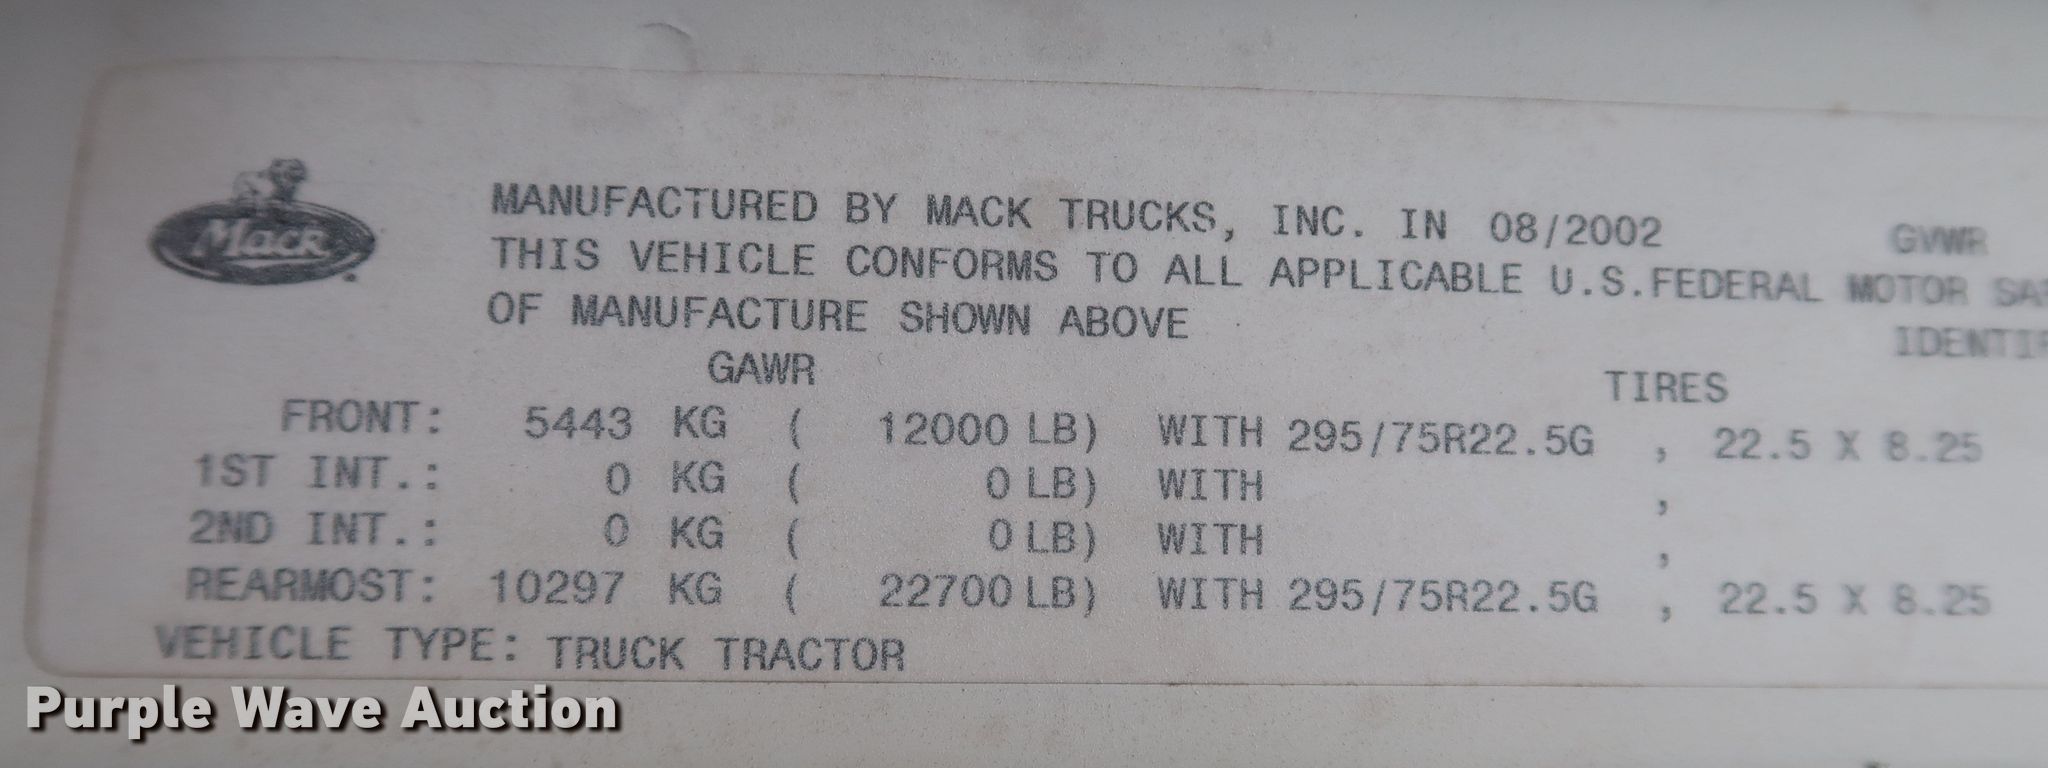 Mack
MANUFACTURED BY MACK TRUCKS, INC. IN 08/2002 GVWR
THIS VEHICLE CONFORMS TO ALL APPLICABLE U.S.FEDERAL MOTOR
OF MANUFACTURE SHOWN ABOVE
GAWR TIRES
FRONT: 5443 KG ( 12000 LB) WITH 295/75R22.5G , 22.5 X 8.25
1ST INT.: 0 KG ( 0 LB) WITH ,
2ND INT.: 0 KG ( 0 LB) WITH ,
REARMOST: 10297 KG ( 22700 LB) WITH 295/75R22.5G , 22.5 X 8.25
VEHICLE TYPE: TRUCK TRACTOR
Purple Wave Auction